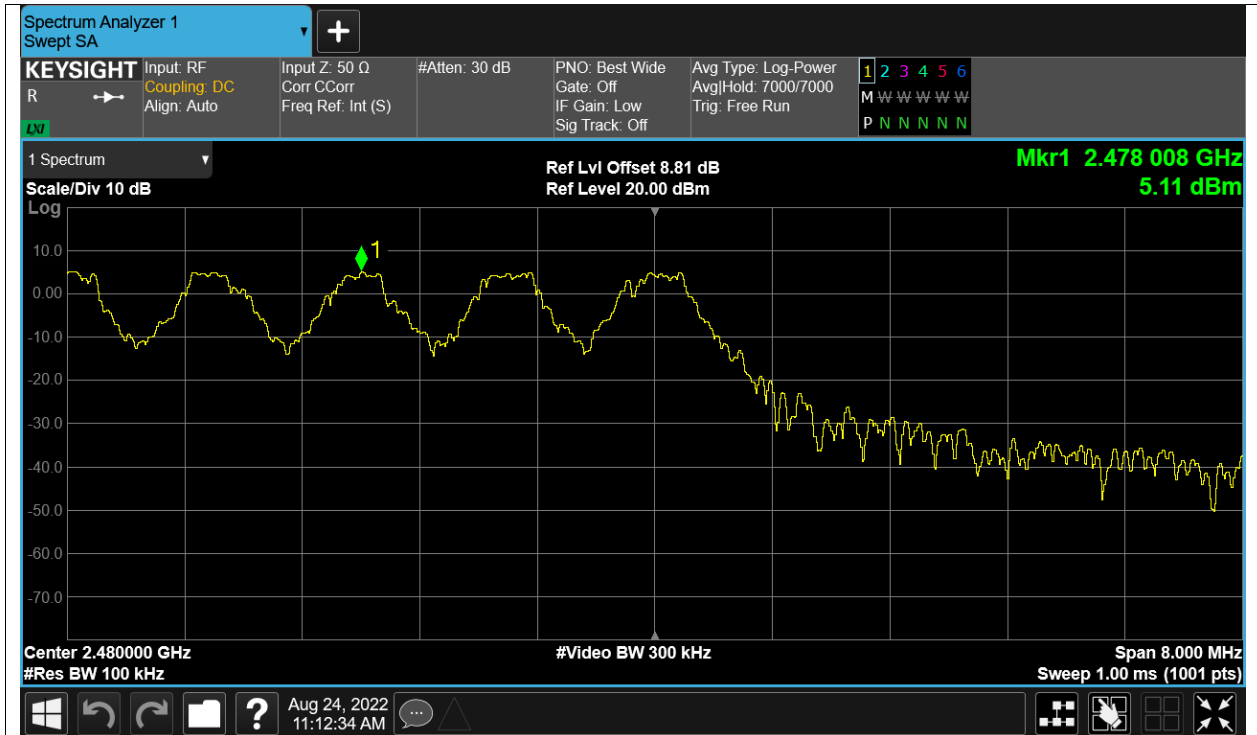 Spectrum Analyzer 1
Swept SA
+
KEYSIGHT
R
LXI
Input: RF
Coupling: DC
Align: Auto
Input Z: 50 Ω
Corr CCorr
Freq Ref: Int (S)
#Atten: 30 dB
PNO: Best Wide
Gate: Off
IF Gain: Low
Sig Track: Off
Avg Type: Log-Power
Avg|Hold: 7000/7000
Trig: Free Run
1 2 3 4 5 6
M W W W W W
P N N N N N N
1 Spectrum
Scale/Div 10 dB
Log
Ref Lvl Offset 8.81 dB
Ref Level 20.00 dBm
Mkr1 2.478 008 GHz
5.11 dBm
1
10.0
0.00
-10.0
-20.0
-30.0
-40.0
-50.0
-60.0
-70.0
Center 2.480000 GHz
#Res BW 100 kHz
#Video BW 300 kHz
Span 8.000 MHz
Sweep 1.00 ms (1001 pts)
?
Aug 24, 2022
11:12:34 AM